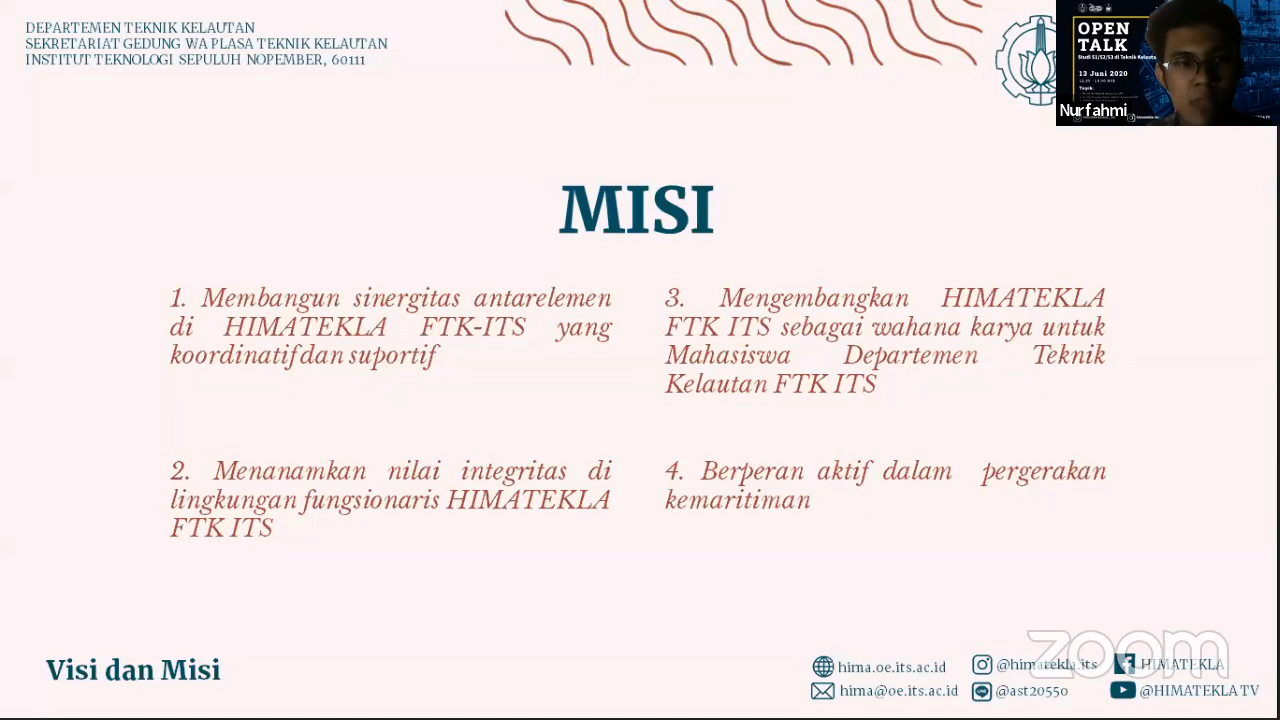 DEPARTEMEN TEKNIK KELAUTAN
SEKRETARIAT GEDUNG WA PLASA TEKNIK KELAUTAN
INSTITUT TEKNOLOGI SEPULUH NOPEMBER, 60111
OPEN
TALK
Studi S1/S2/S3 di Teknik Kelauta
13 Juni 2020
Topik:
Nurfahmi
MISI
1. Membangun sinergitas antarelemen
di HIMATEKLA FTK-ITS yang
koordinatif dan suportif
2. Menanamkan nilai integritas di
lingkungan fungsionaris HIMATEKLA
FTK ITS
3. Mengembangkan HIMATEKLA
FTK ITS sebagai wahana karya untuk
Mahasiswa Departemen Teknik
Kelautan FTK ITS
4. Berperan aktif dalam pergerakan
kemaritiman
Visi dan Misi
hima.oe.its.ac.id
@himatekla.its
HIMATEKLA
hima@oe.its.ac.id
@ast2055o
@HIMATEKLA TV
zoom